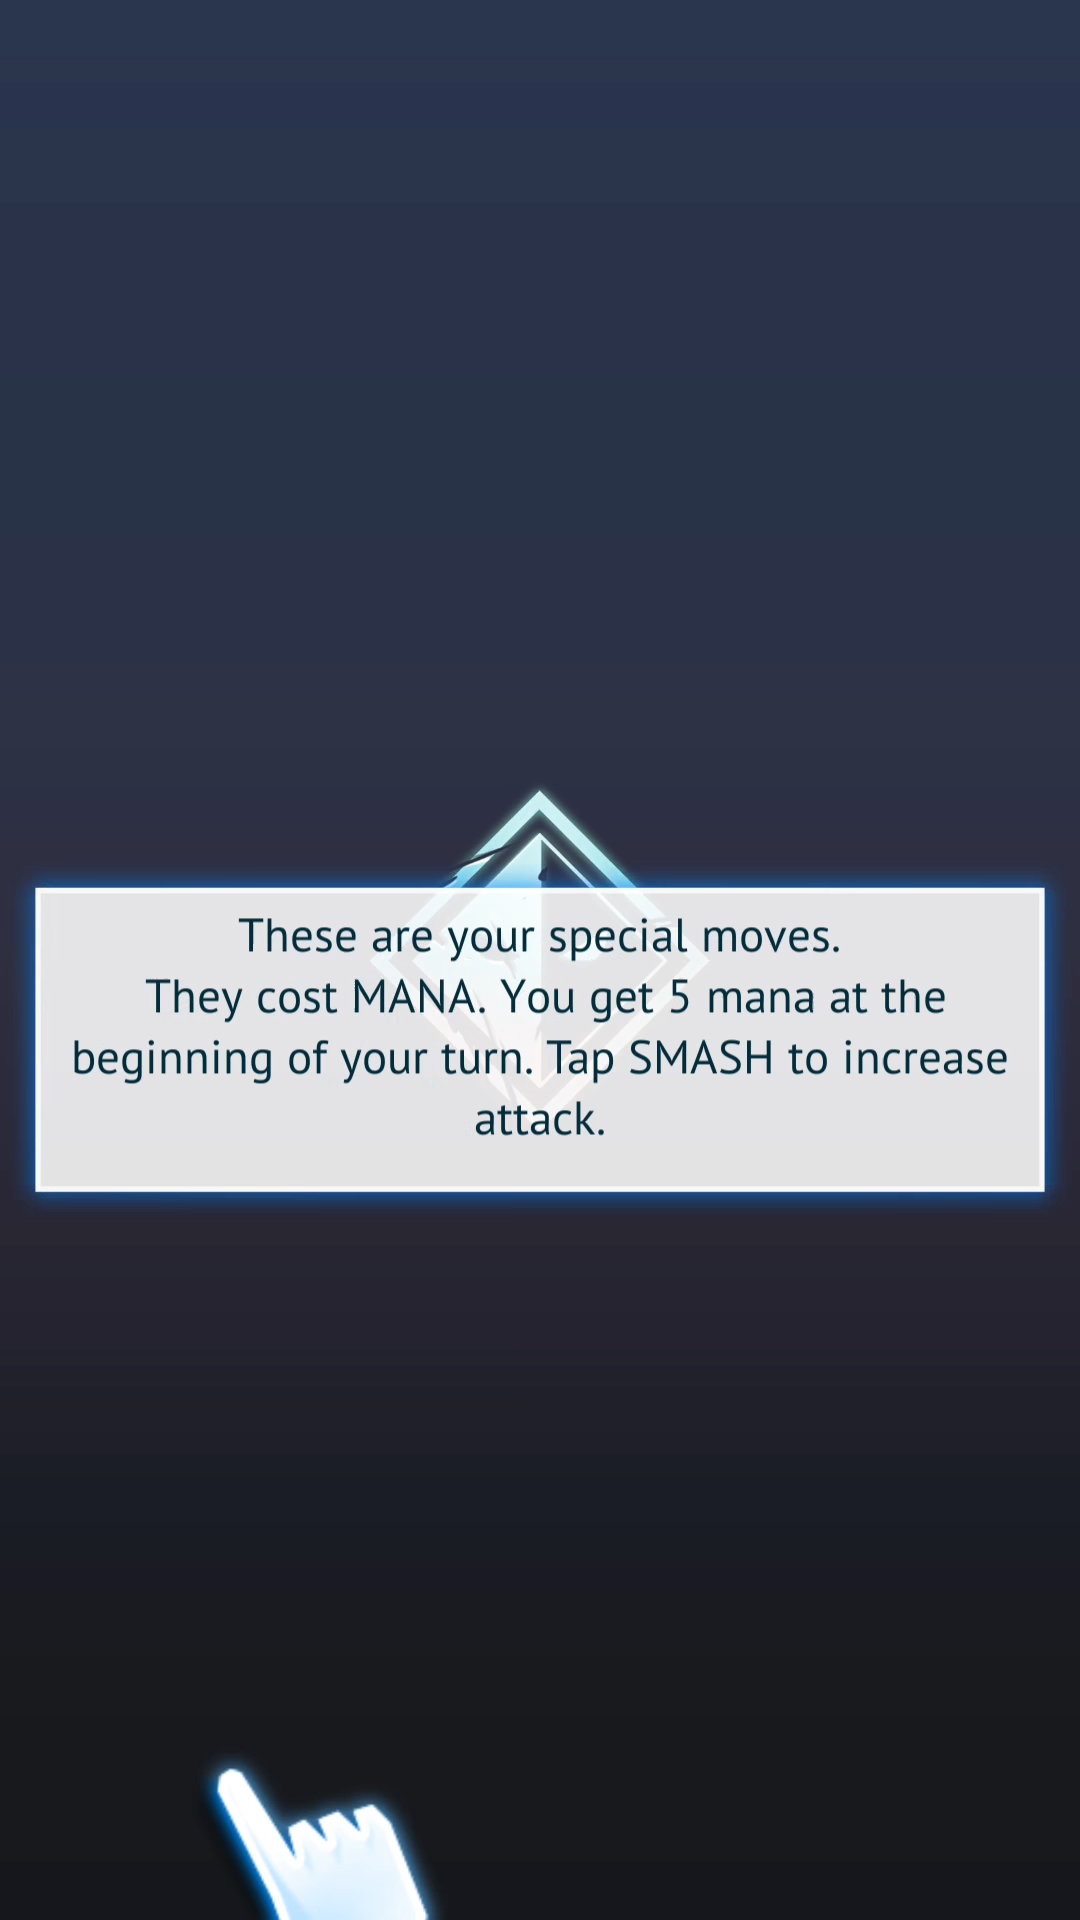 These are your special moves.
They cost MANA. You get 5 mana at the
beginning of your turn. Tap SMASH to increase
attack.